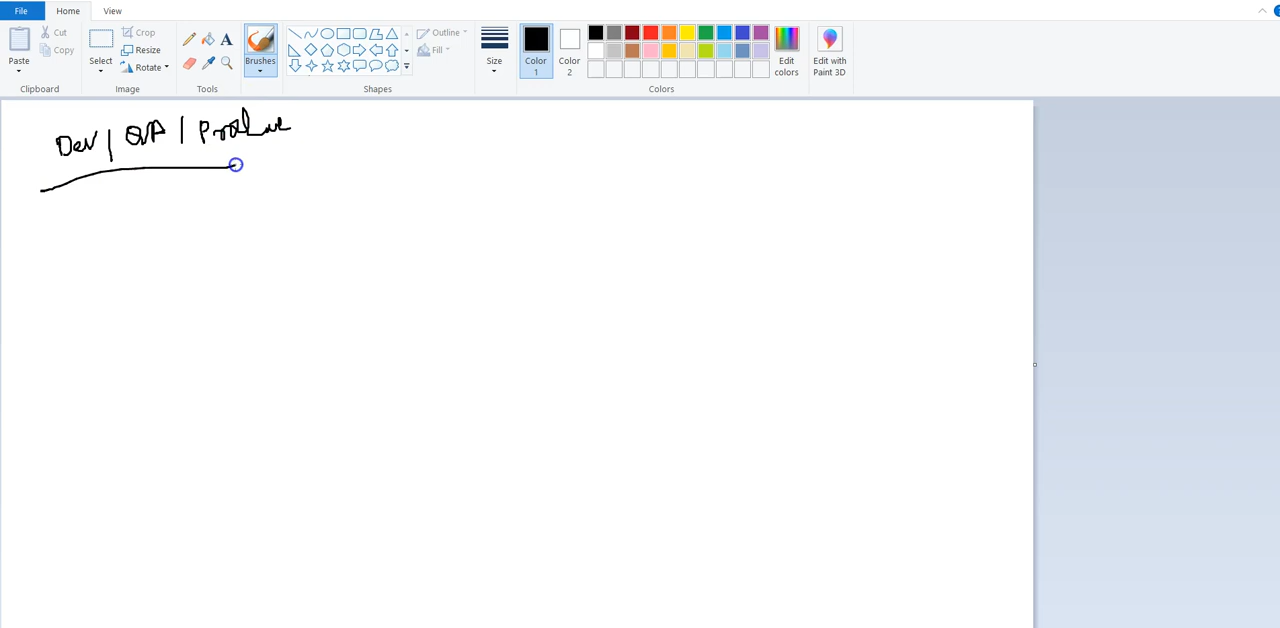 File Home View
Paste Cut Copy Select Crop Resize Rotate Brushes Outline Fill Size Color 1 Color 2 Edit colors Edit with Paint 3D
Clipboard Image Tools Shapes Colors
Dev | QA |